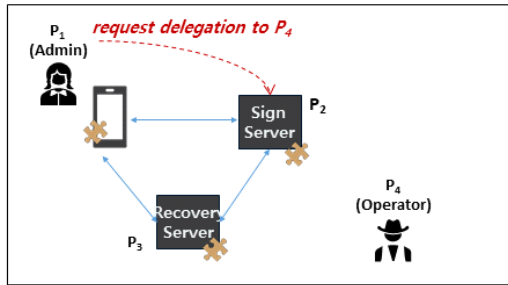 P1
(Admin)
request delegation to P4
Sign
Server
P2
Recovery
Server
P3
P4
(Operator)